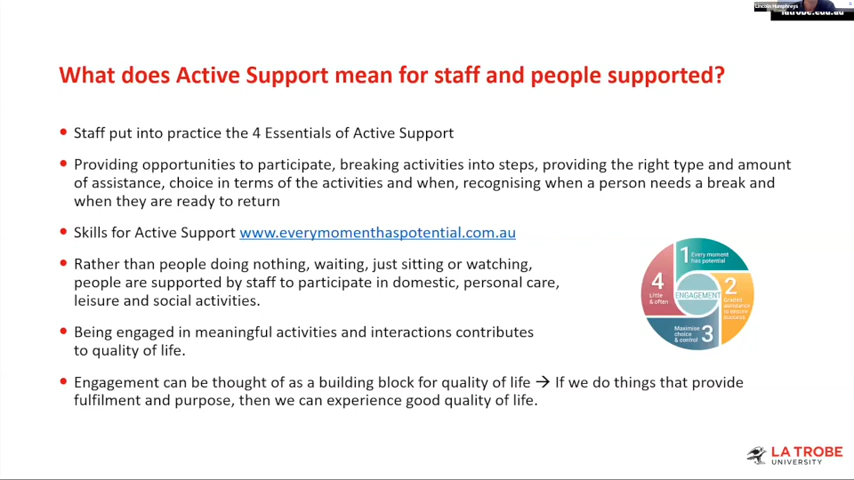 Lincoln Humphreys
latrobe.edu.au
What does Active Support mean for staff and people supported?
• Staff put into practice the 4 Essentials of Active Support
• Providing opportunities to participate, breaking activities into steps, providing the right type and amount
of assistance, choice in terms of the activities and when, recognising when a person needs a break and
when they are ready to return
• Skills for Active Support www.everymomenthaspotential.com.au
• Rather than people doing nothing, waiting, just sitting or watching,
people are supported by staff to participate in domestic, personal care,
leisure and social activities.
• Being engaged in meaningful activities and interactions contributes
to quality of life.
1 Every moment
has potential
2
Graded
assistance
to ensure
success
Maximise
choice
& control 3
4
Little
& often
ENGAGEMENT
• Engagement can be thought of as a building block for quality of life → If we do things that provide
fulfilment and purpose, then we can experience good quality of life.
LA TROBE
UNIVERSITY